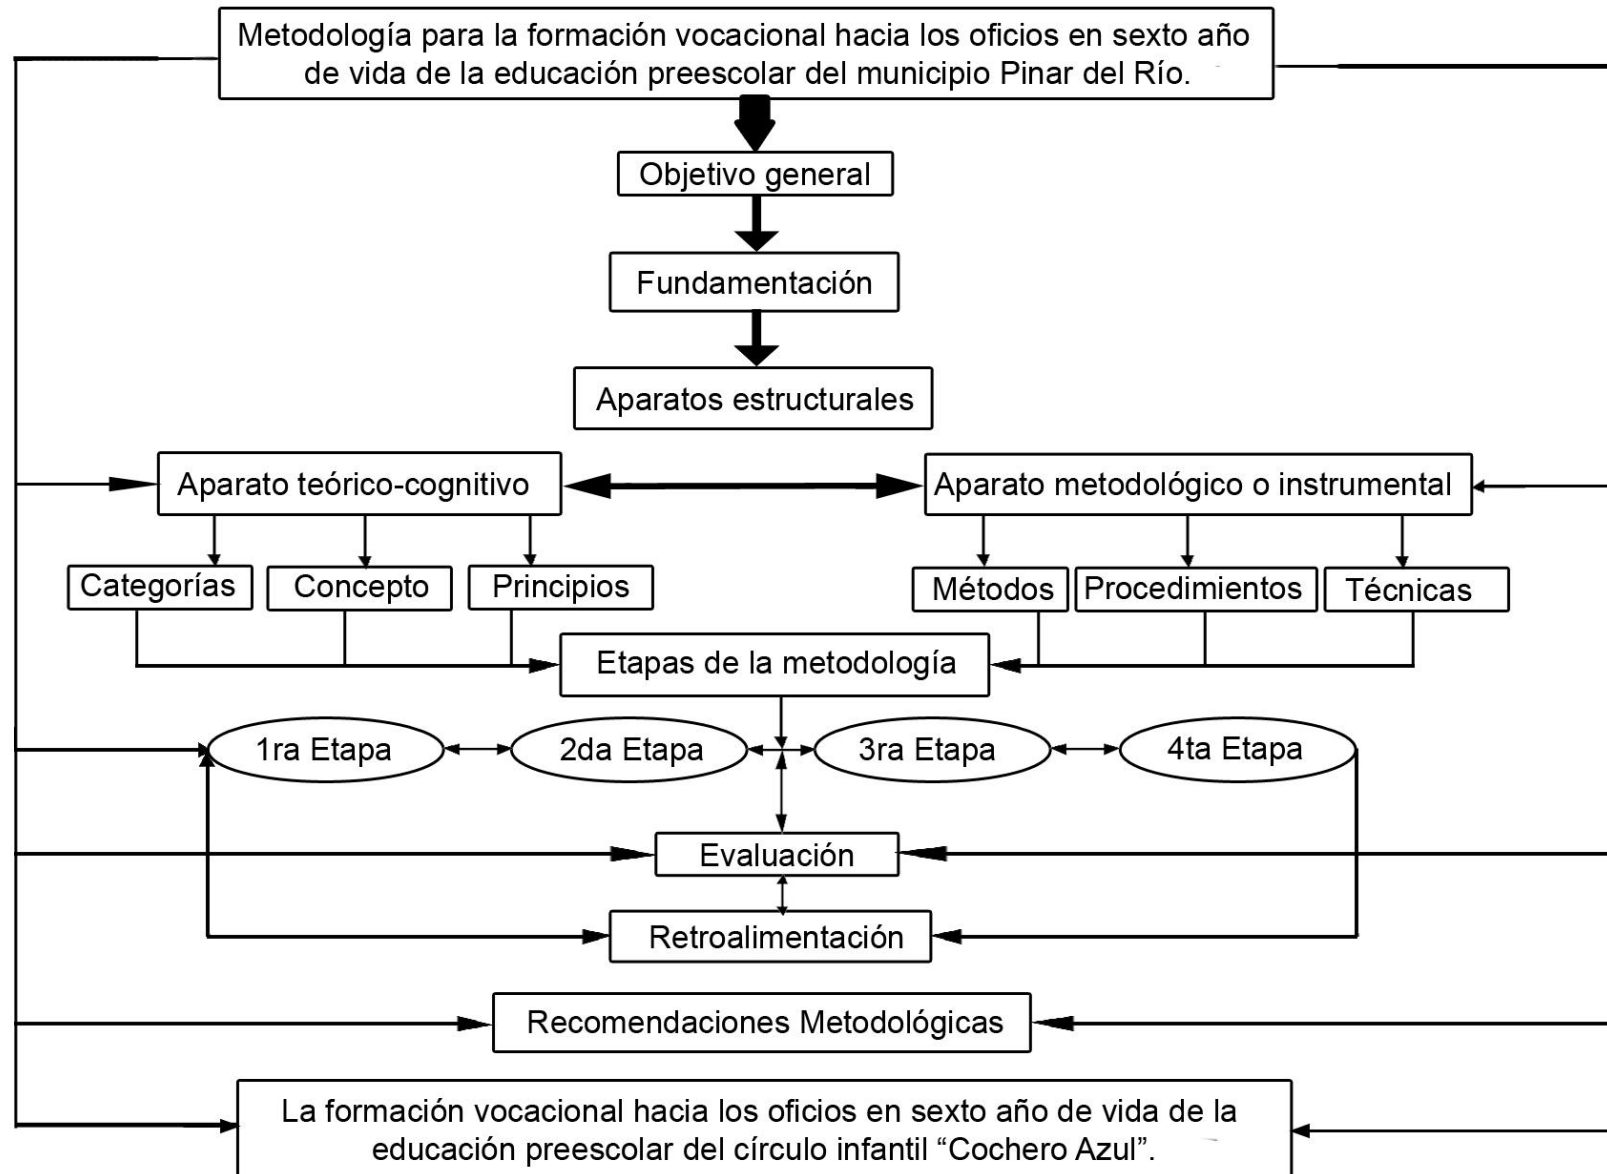 Metodología para la formación vocacional hacia los oficios en sexto año
de vida de la educación preescolar del municipio Pinar del Río.
Objetivo general
Fundamentación
Aparatos estructurales
Aparato teórico-cognitivo
Aparato metodológico o instrumental
Categorías
Concepto
Principios
Métodos
Procedimientos
Técnicas
Etapas de la metodología
1ra Etapa
2da Etapa
3ra Etapa
4ta Etapa
Evaluación
Retroalimentación
Recomendaciones Metodológicas
La formación vocacional hacia los oficios en sexto año de vida de la
educación preescolar del círculo infantil “Cochero Azul”.